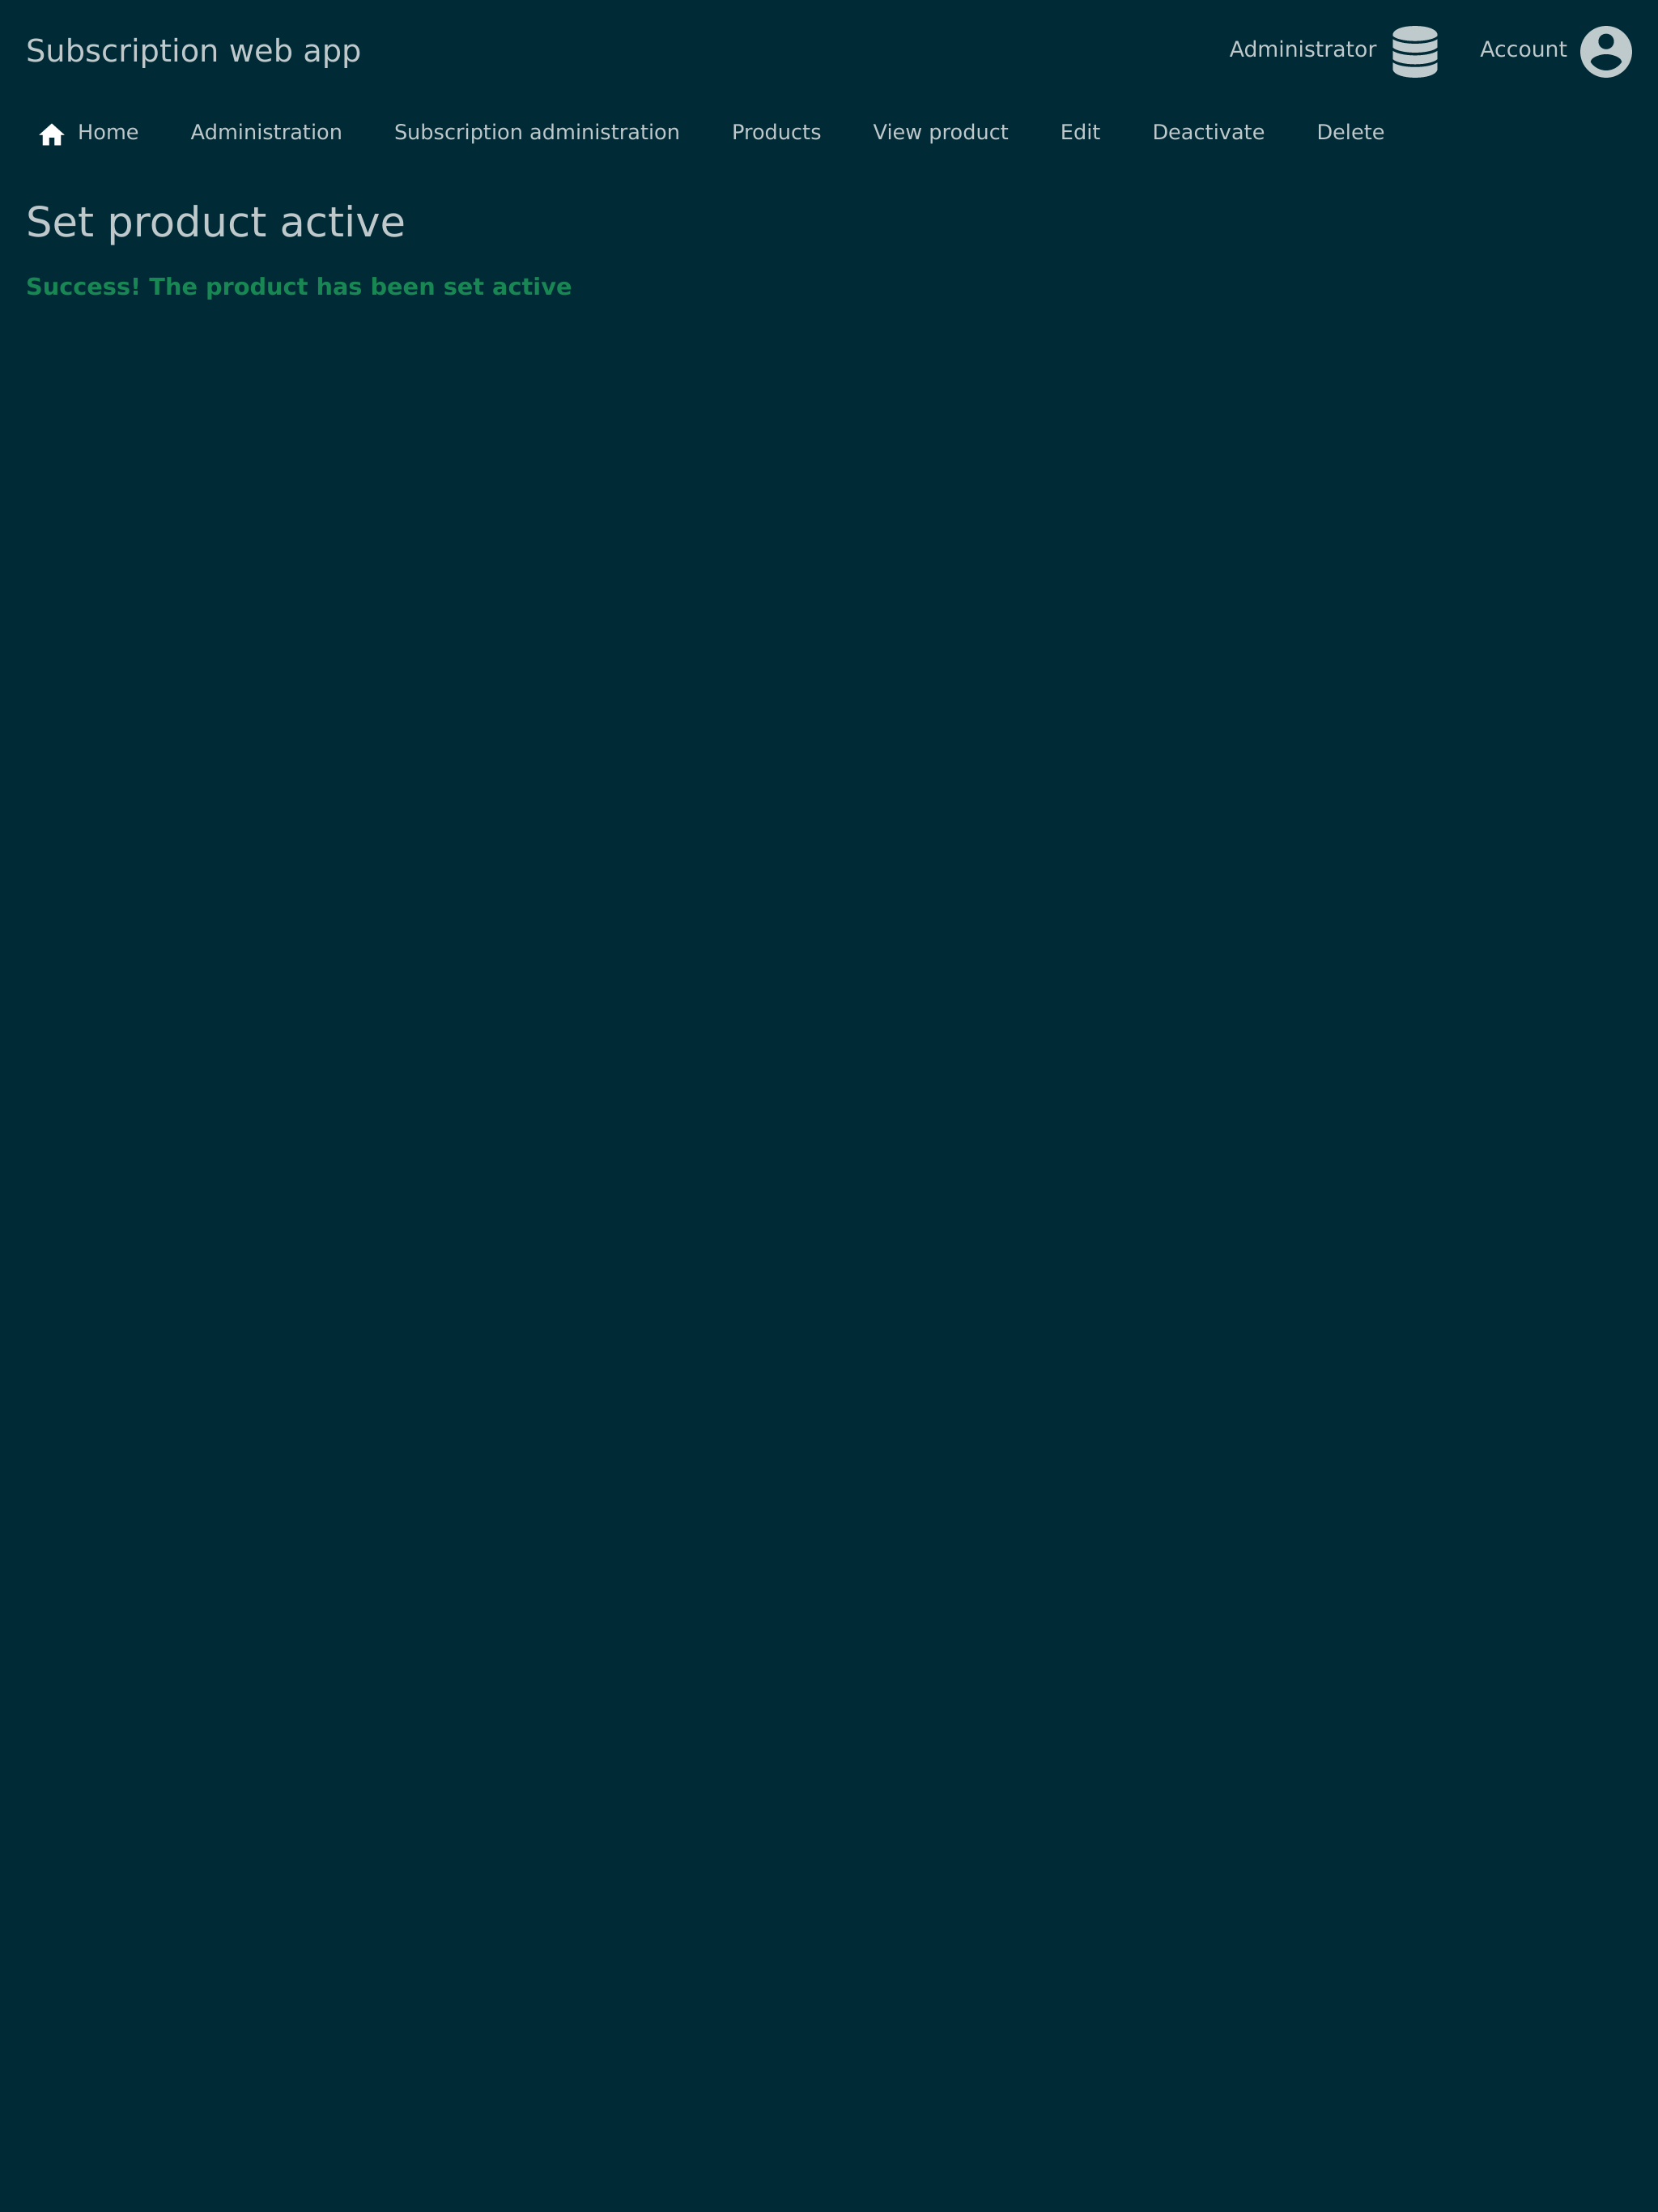 Subscription web app
Administrator
Account
Home
Administration
Subscription administration
Products
View product
Edit
Deactivate
Delete
Set product active
Success! The product has been set active